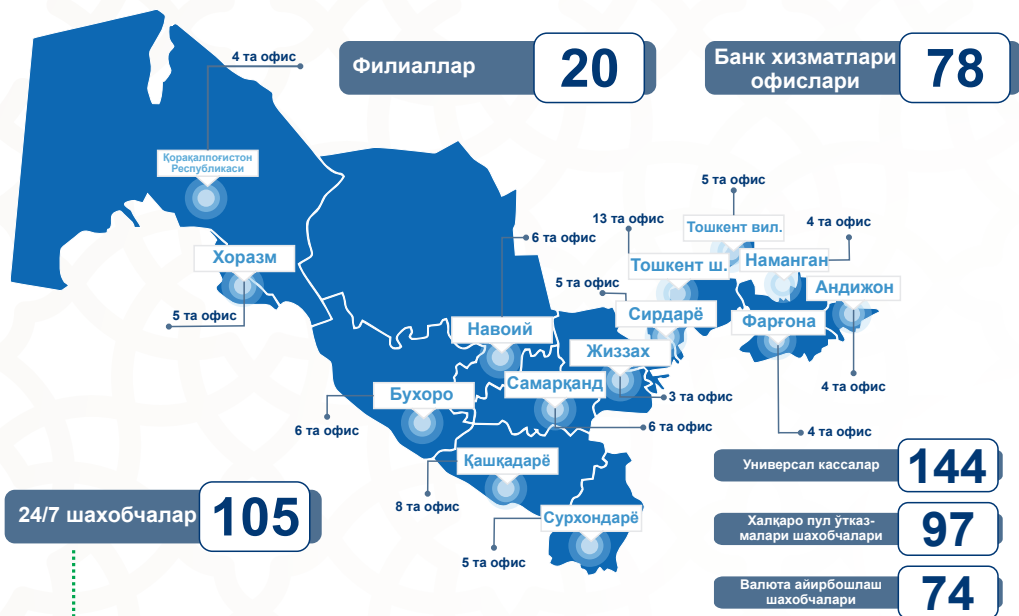 4 та офис
Филиаллар
20
Банк хизматлари
офислари
78
Қорақалпоғистон
Республикаси
5 та офис
13 та офис
Тошкент вил.
4 та офис
6 та офис
Хоразм
Тошкент ш.
Наманган
5 та офис
Андижон
5 та офис
Сирдарё
Фарғона
Навоий
Жиззах
Самарқанд
4 та офис
Бухоро
3 та офис
6 та офис
6 та офис
4 та офис
Қашқадарё
Универсал кассалар
144
8 та офис
24/7 шахобчалар
105
Сурхондарё
Халқаро пул ўтказ-
малари шахобчалари
97
5 та офис
Валюта айирбошлаш
шахобчалари
74